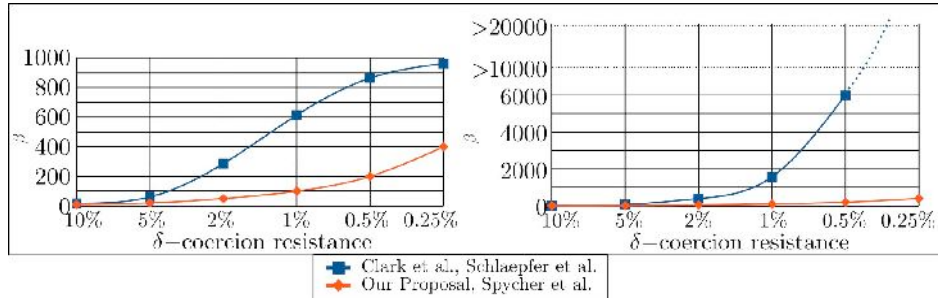 1000
800
600
400
200
0
β
10% 5% 2% 1% 0.5% 0.25%
δ−coercion resistance
>20000
>10000
6000
4000
2000
0
β
10% 5% 2% 1% 0.5% 0.25%
δ−coercion resistance
Clark et al., Schlaepfer et al.
Our Proposal, Spycher et al.